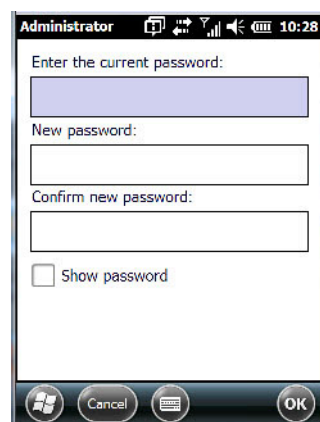 Administrator 10:28
Enter the current password:
New password:
Confirm new password:
Show password
Cancel OK